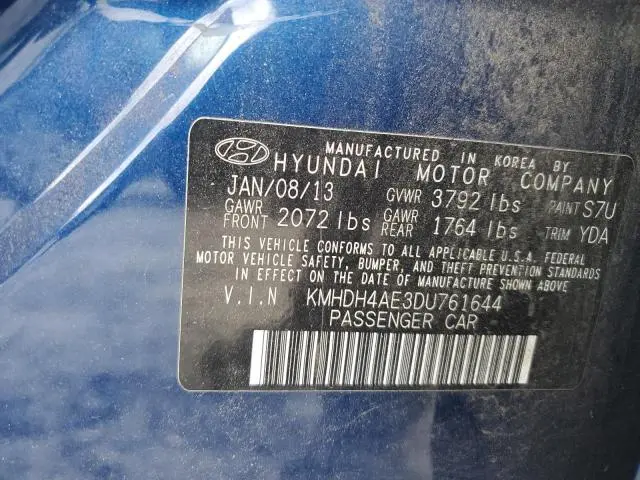 MANUFACTURED IN KOREA BY
HYUNDAI MOTOR COMPANY
JAN/08/13 GVWR 3792 lbs PAINT S7U
GAWR FRONT 2072 lbs GAWR REAR 1764 lbs TRIM YDA
THIS VEHICLE CONFORMS TO ALL APPLICABLE U.S.A. FEDERAL
MOTOR VEHICLE SAFETY, BUMPER, AND THEFT PREVENTION STANDARDS
IN EFFECT ON THE DATE OF MANUFACTURE SHOWN ABOVE.
V.I.N KMHDH4AE3DU761644
PASSENGER CAR